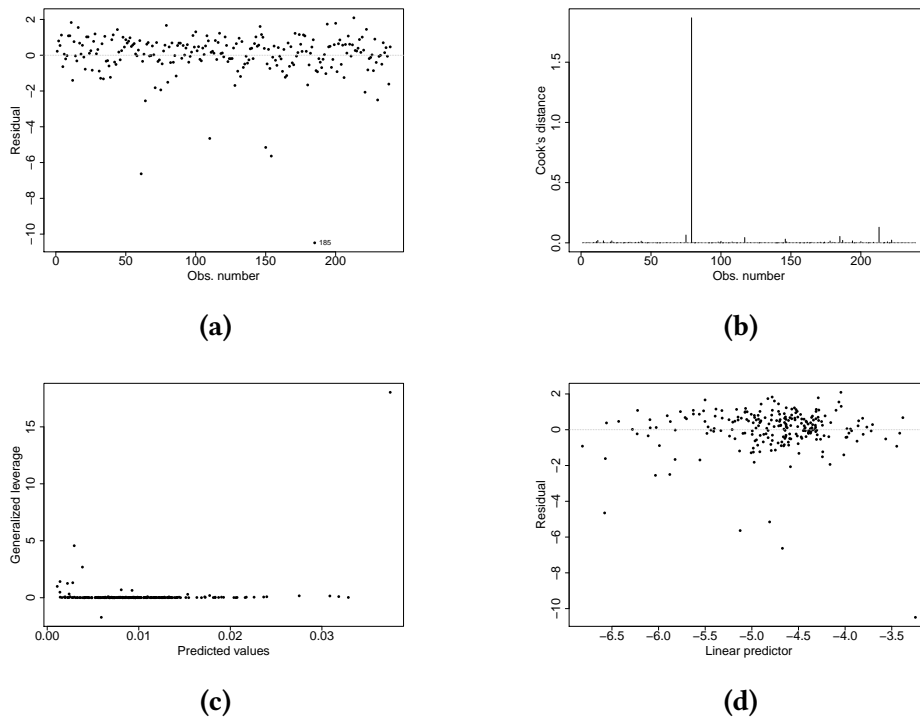 2
0
−2
−4
−6
−8
−10
Residual
185
0 50 100 150 200
Obs. number
(a)
1.5
1.0
0.5
0.0
Cook's distance
0 50 100 150 200
Obs. number
(b)
15
10
5
0
Generalized leverage
0.00 0.01 0.02 0.03
Predicted values
(c)
2
0
−2
−4
−6
−8
−10
Residual
−6.5 −6.0 −5.5 −5.0 −4.5 −4.0 −3.5
Linear predictor
(d)